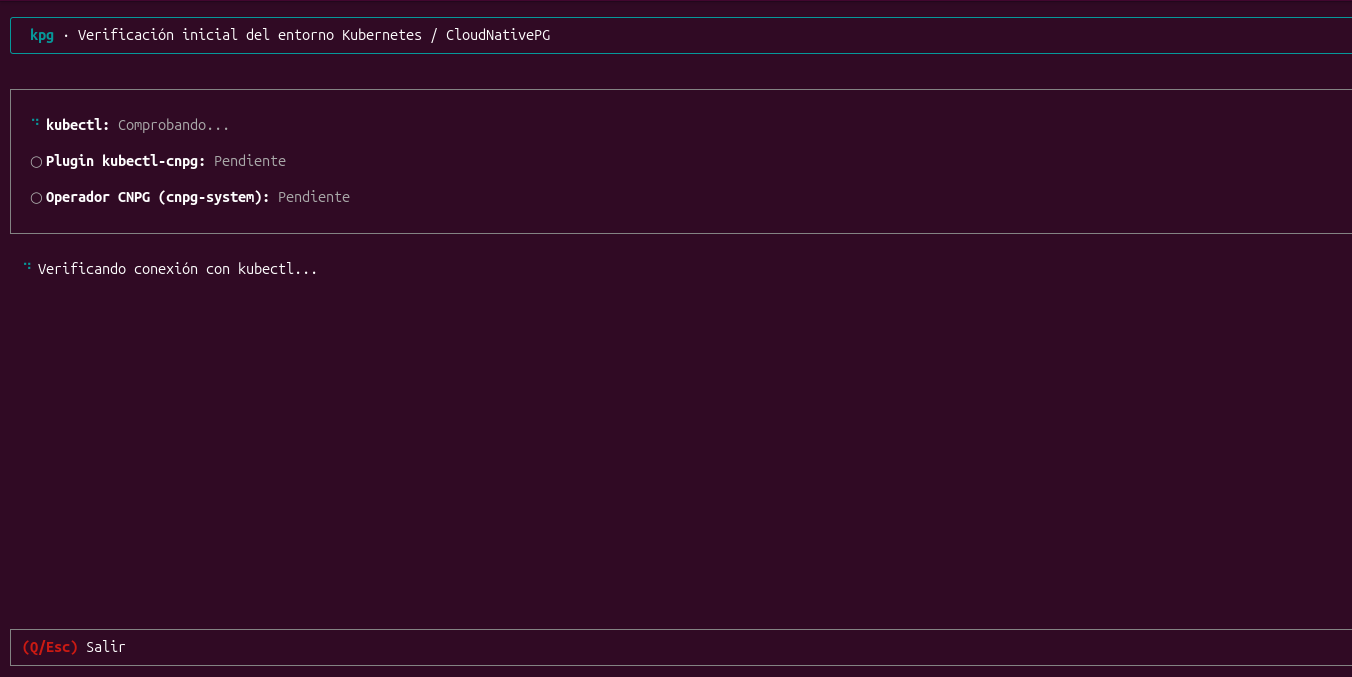 kpg · Verificación inicial del entorno Kubernetes / CloudNativePG
kubectl: Comprobando...
Plugin kubectl-cnpg: Pendiente
Operador CNPG (cnpg-system): Pendiente
Verificando conexión con kubectl...
(Q/Esc) Salir